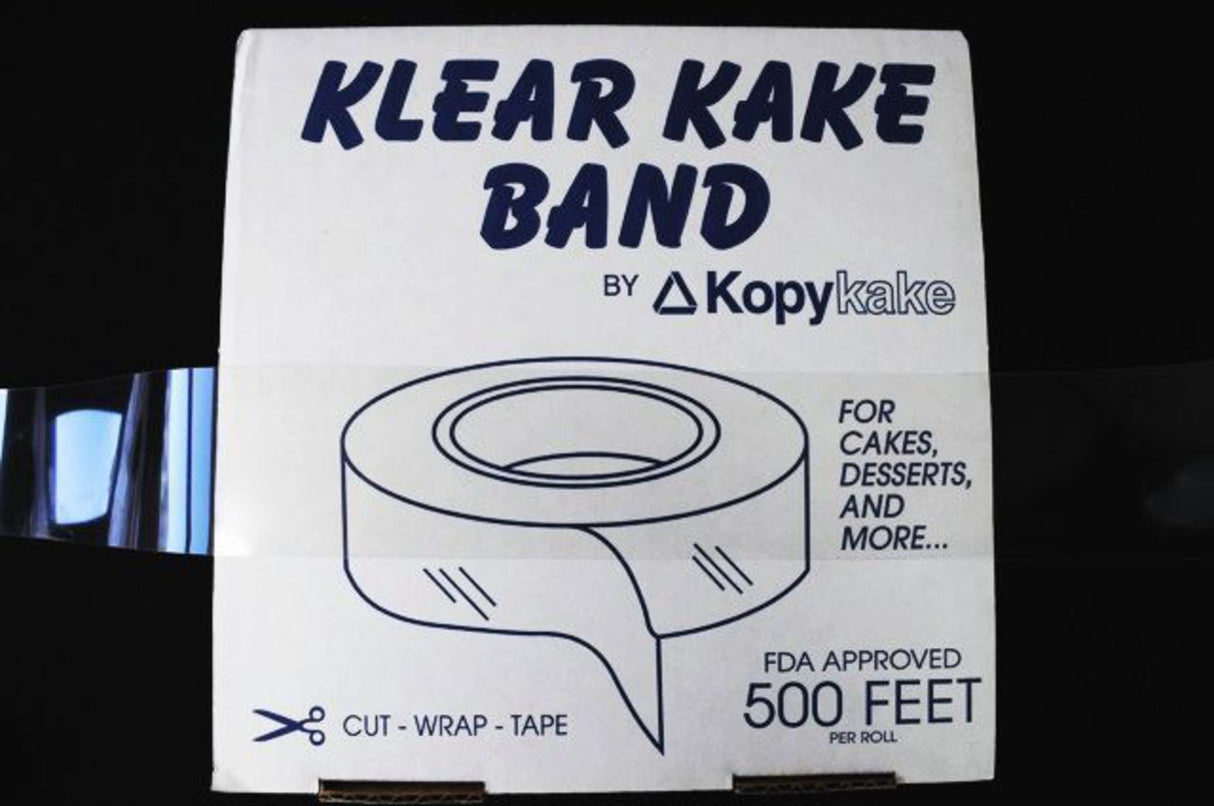 KLEAR KAKE
BAND
BY Kopykake
FOR
CAKES,
DESSERTS,
AND
MORE...
FDA APPROVED
500 FEET
PER ROLL
CUT - WRAP - TAPE